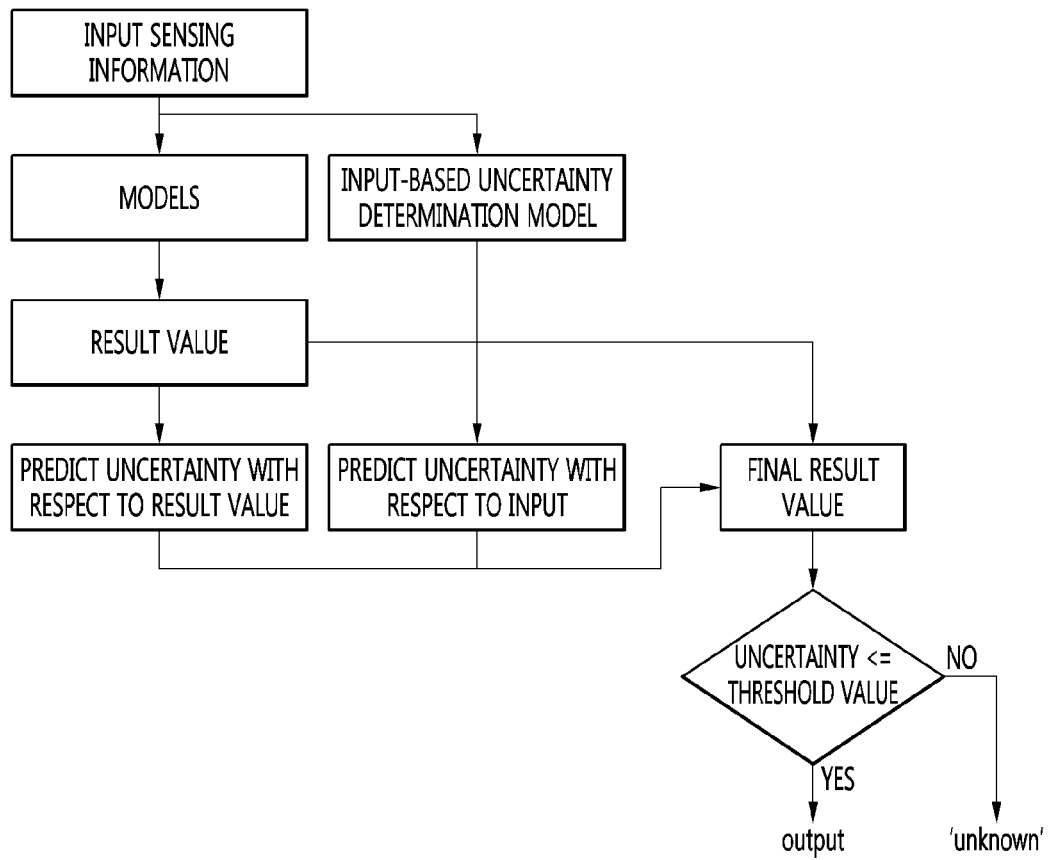 INPUT SENSING
INFORMATION
MODELS
INPUT-BASED UNCERTAINTY
DETERMINATION MODEL
RESULT VALUE
PREDICT UNCERTAINTY WITH
RESPECT TO RESULT VALUE
PREDICT UNCERTAINTY WITH
RESPECT TO INPUT
FINAL RESULT
VALUE
UNCERTAINTY <=
THRESHOLD VALUE
NO
YES
output
'unknown'